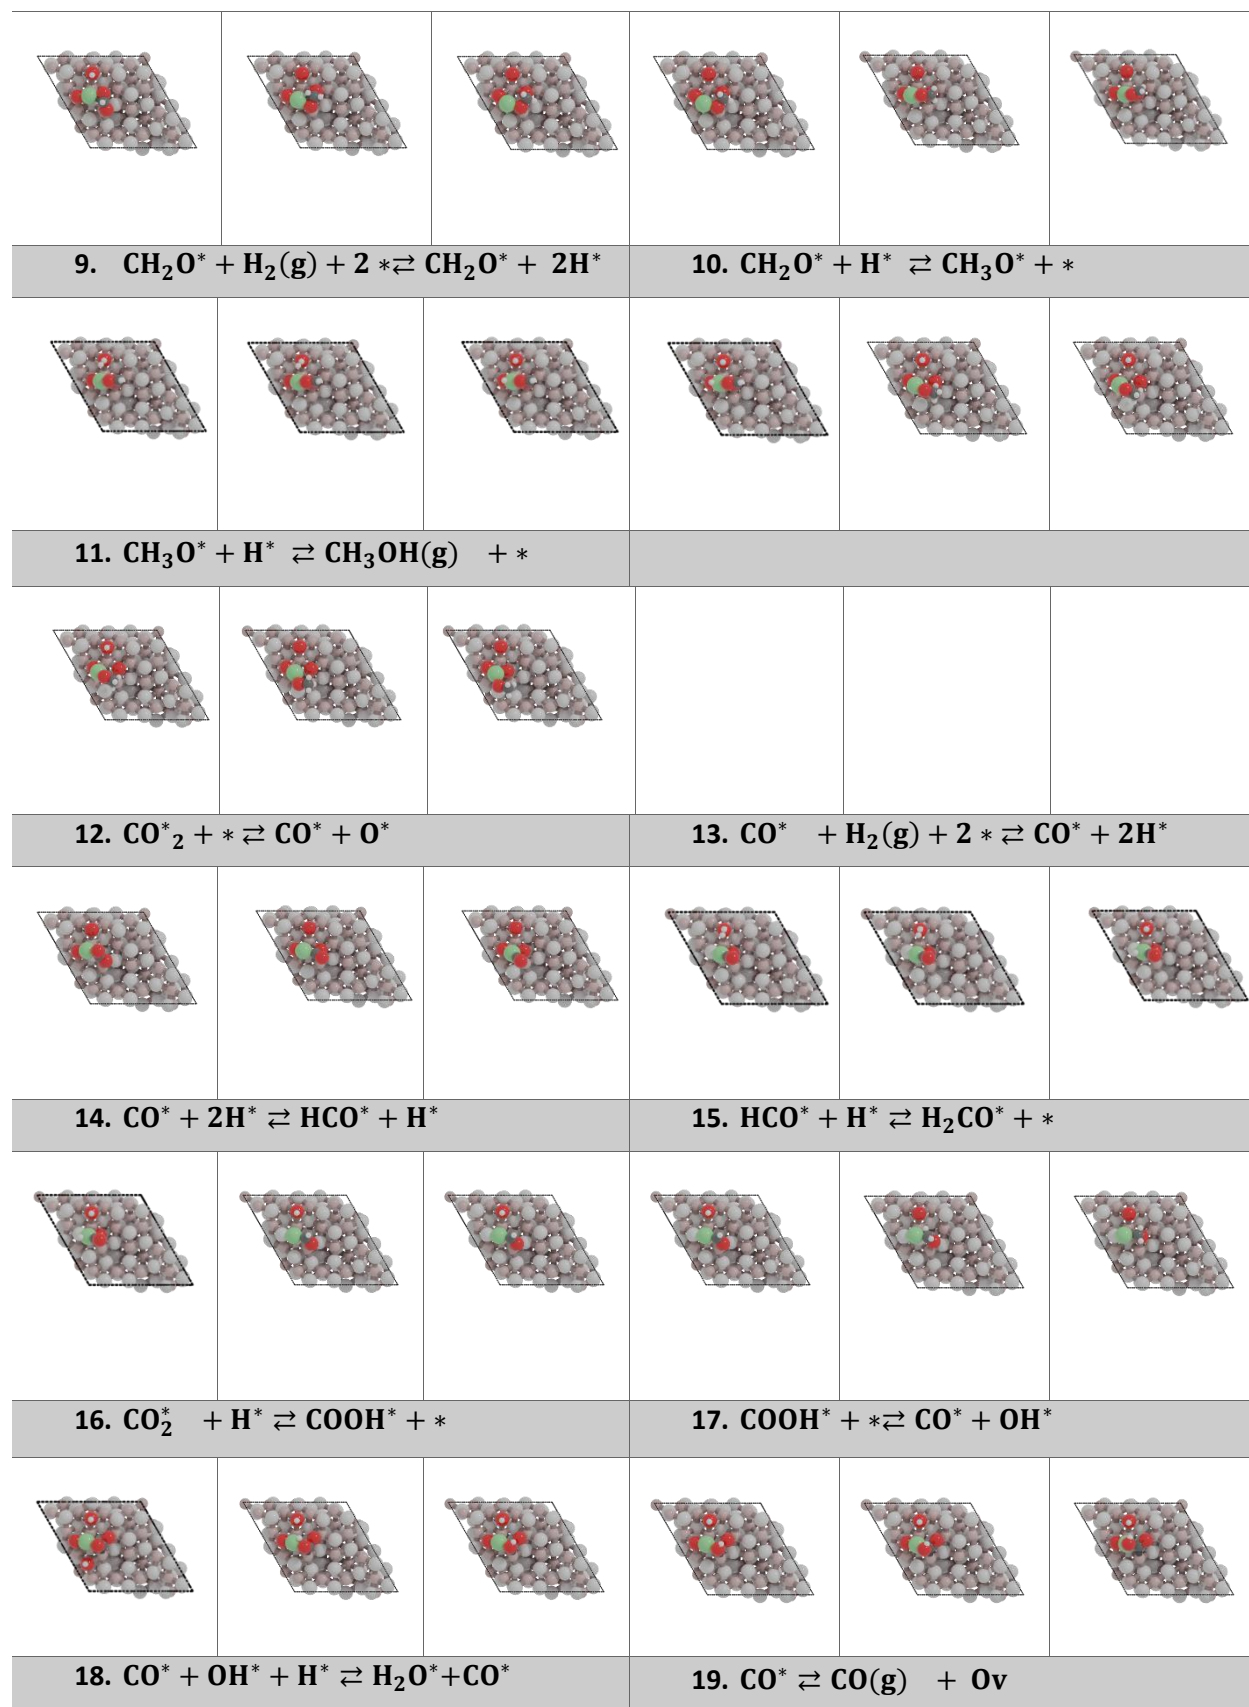 9. CH₂O* + H₂(g) + 2 *⇄ CH₂O* + 2H*
10. CH₂O* + H* ⇄ CH₃O* + *
11. CH₃O* + H* ⇄ CH₃OH(g) + *
12. CO*₂ + * ⇄ CO* + O*
13. CO* + H₂(g) + 2 * ⇄ CO* + 2H*
14. CO* + 2H* ⇄ HCO* + H*
15. HCO* + H* ⇄ H₂CO* + *
16. CO₂* + H* ⇄ COOH* + *
17. COOH* + *⇄ CO* + OH*
18. CO* + OH* + H* ⇄ H₂O*+CO*
19. CO* ⇄ CO(g) + Ov